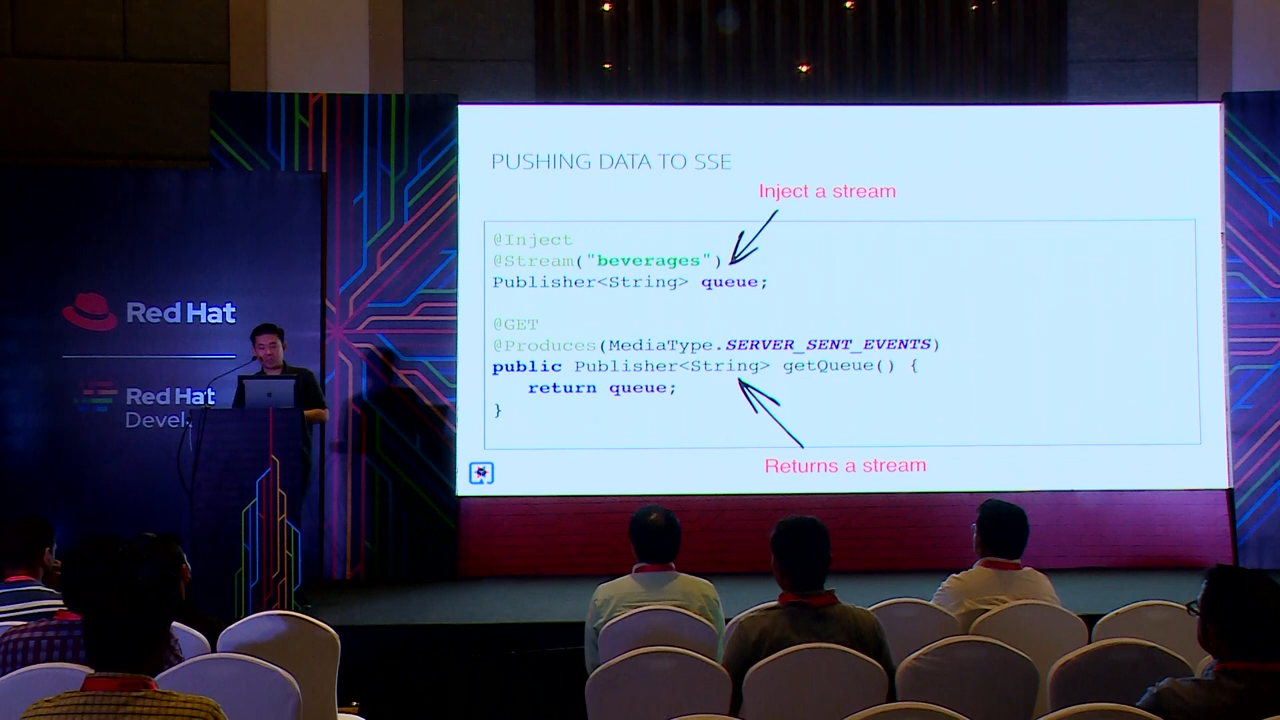 PUSHING DATA TO SSE
Inject a stream
@Inject
@Stream("beverages")
Publisher<String> queue;
@GET
@Produces(MediaType.SERVER_SENT_EVENTS)
public Publisher<String> getQueue() {
return queue;
}
Returns a stream
Red Hat
Red Hat
Devel